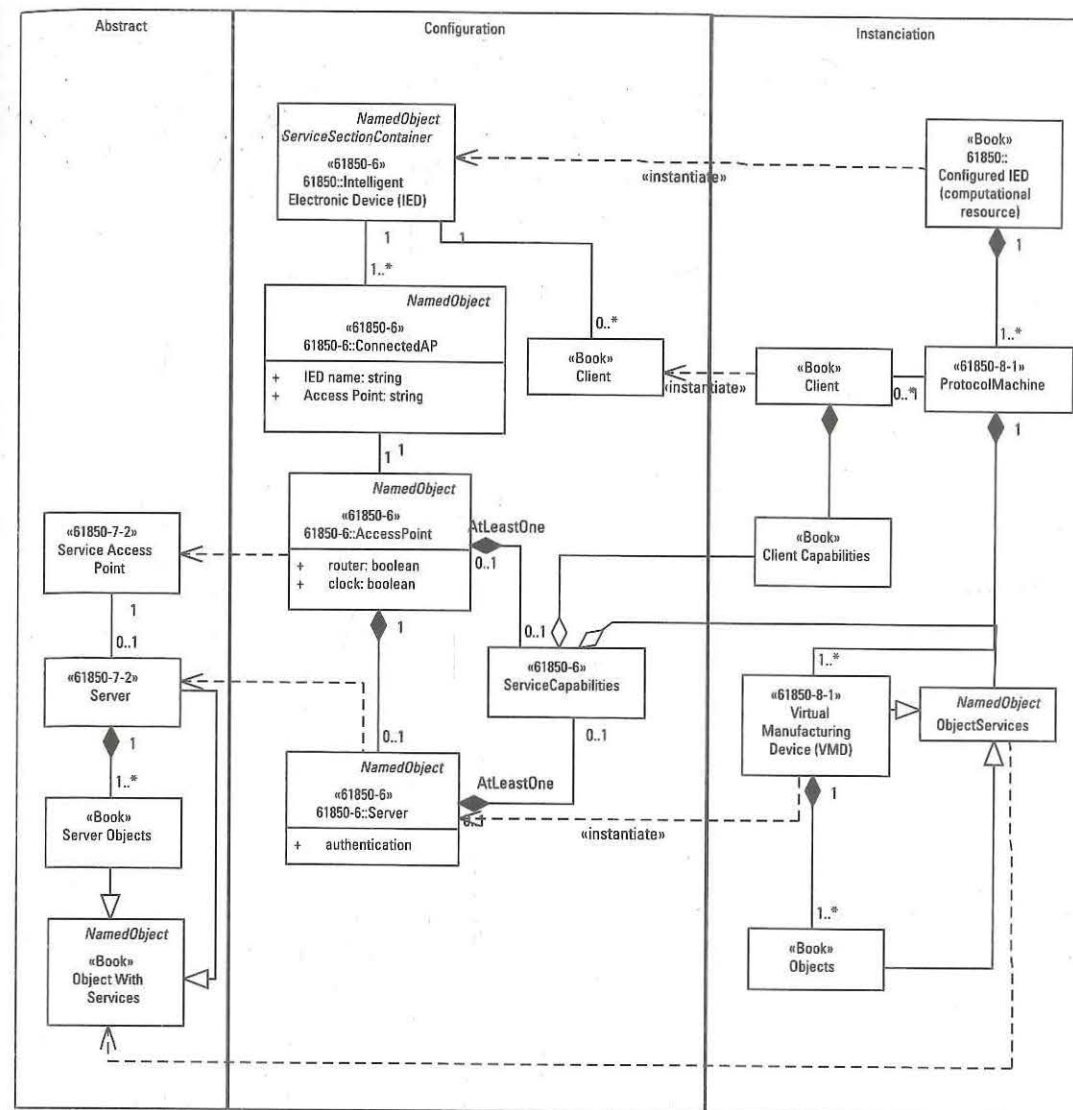 Abstract
Configuration
Instanciation
NamedObject
ServiceSectionContainer
«61850-6»
61850::Intelligent
Electronic Device (IED)
«instantiate»
«Book»
61850::
Configured IED
(computational
resource)
1
1
1
1..*
0..*
1..*
NamedObject
«61850-6»
61850-6::ConnectedAP
+ IED name: string
+ Access Point: string
«Book»
Client
«instantiate»
«Book»
Client
0..*
1
«61850-8-1»
ProtocolMachine
1
1
1
NamedObject
«61850-6»
61850-6::AccessPoint
+ router: boolean
+ clock: boolean
AtLeastOne
0..1
«Book»
Client Capabilities
«61850-7-2»
Service Access
Point
1
0..1
1
0..1
«61850-7-2»
Server
«61850-6»
ServiceCapabilities
0..1
1..*
«61850-8-1»
Virtual
Manufacturing
Device (VMD)
NamedObject
ObjectServices
1
1..*
«Book»
Server Objects
0..1
NamedObject
«61850-6»
61850-6::Server
+ authentication
AtLeastOne
«instantiate»
1
1..*
NamedObject
«Book»
Object With
Services
«Book»
Objects